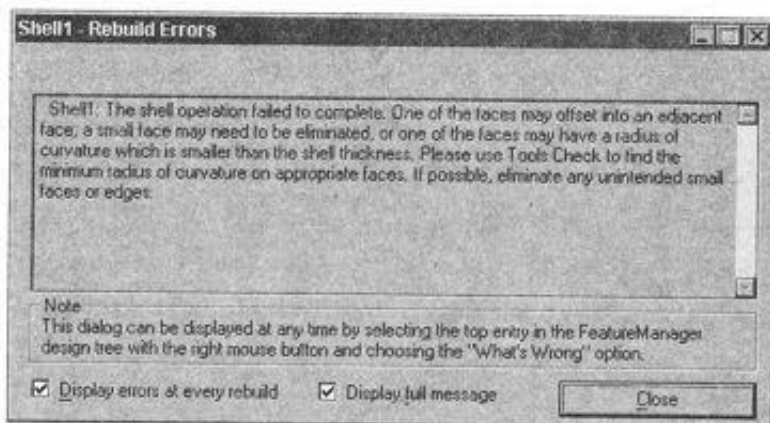 Shell1 - Rebuild Errors
Shell1: The shell operation failed to complete. One of the faces may offset into an adjacent
face, a small face may need to be eliminated, or one of the faces may have a radius of
curvature which is smaller than the shell thickness. Please use Tools Check to find the
minimum radius of curvature on appropriate faces. If possible, eliminate any unintended small
faces or edges.
Note
This dialog can be displayed at any time by selecting the top entry in the FeatureManager
design tree with the right mouse button and choosing the "What's Wrong" option.
Display errors at every rebuild
Display full message
Close